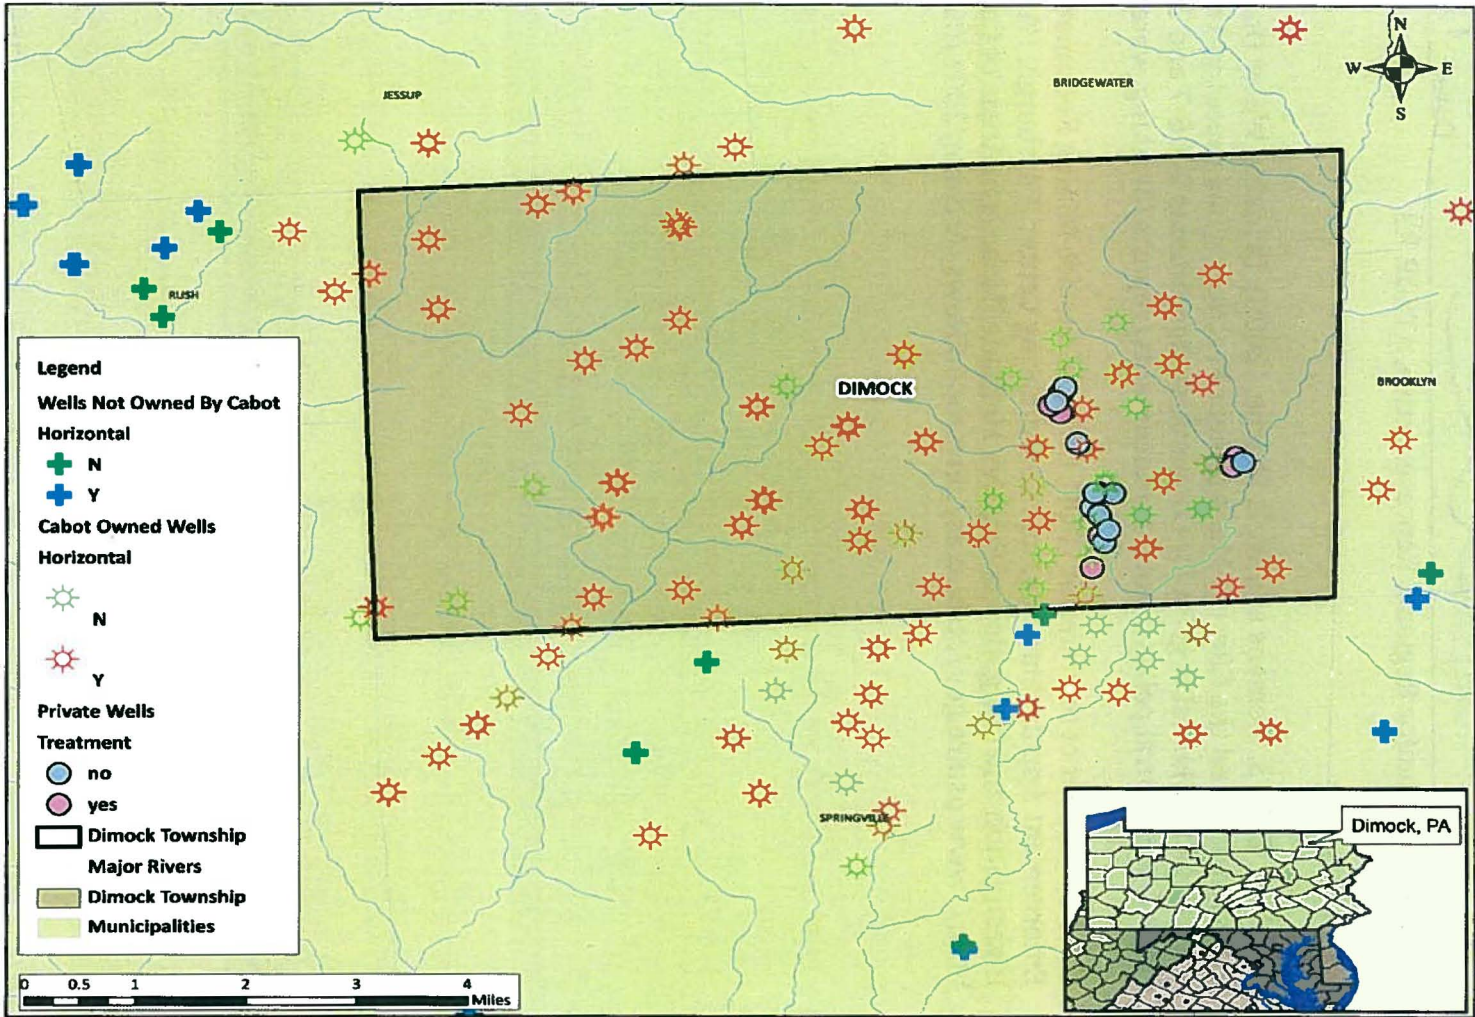 N
W E
S
JESSUP
BRIDGEWATER
RUSH
DIMOCK
BROOKLYN
SPRINGVILLE
Legend
Wells Not Owned By Cabot
Horizontal
N
Y
Cabot Owned Wells
Horizontal
N
Y
Private Wells
Treatment
no
yes
Dimock Township
Major Rivers
Dimock Township
Municipalities
0 0.5 1 2 3 4
Miles
Dimock, PA